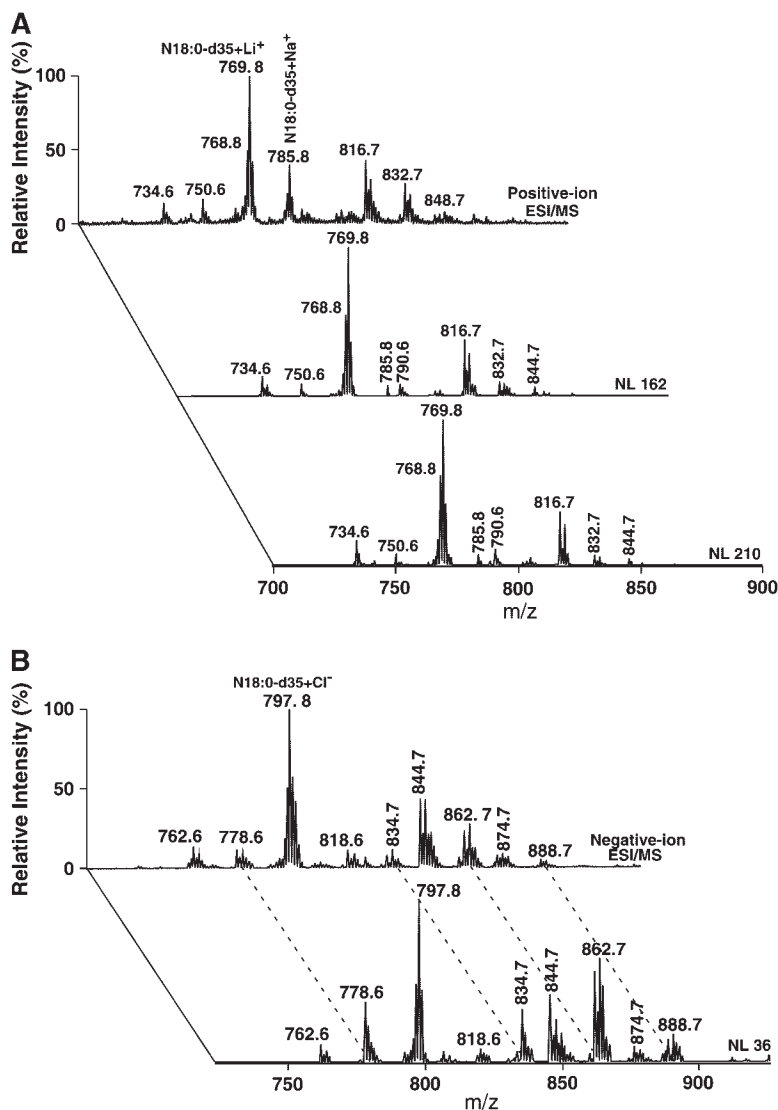 A
Relative Intensity (%)
100
50
0
N18:0-d35+Li+
769. 8
N18:0-d35+Na+
768.8
785.8
734.6
750.6
816.7
832.7
848.7
Positive-ion
ESI/MS
769.8
768.8
734.6
750.6
785.8
790.6
816.7
832.7
844.7
NL 162
769.8
768.8
734.6
750.6
785.8
790.6
816.7
832.7
844.7
NL 210
700 750 800 850 900
m/z
B
Relative Intensity (%)
100
50
0
N18:0-d35+Cl-
797. 8
762.6
778.6
818.6
834.7
844.7
862. 7
874.7
888.7
Negative-ion
ESI/MS
797.8
762.6
778.6
818.6
834.7
844.7
862.7
874.7
888.7
NL 36
750 800 850 900
m/z